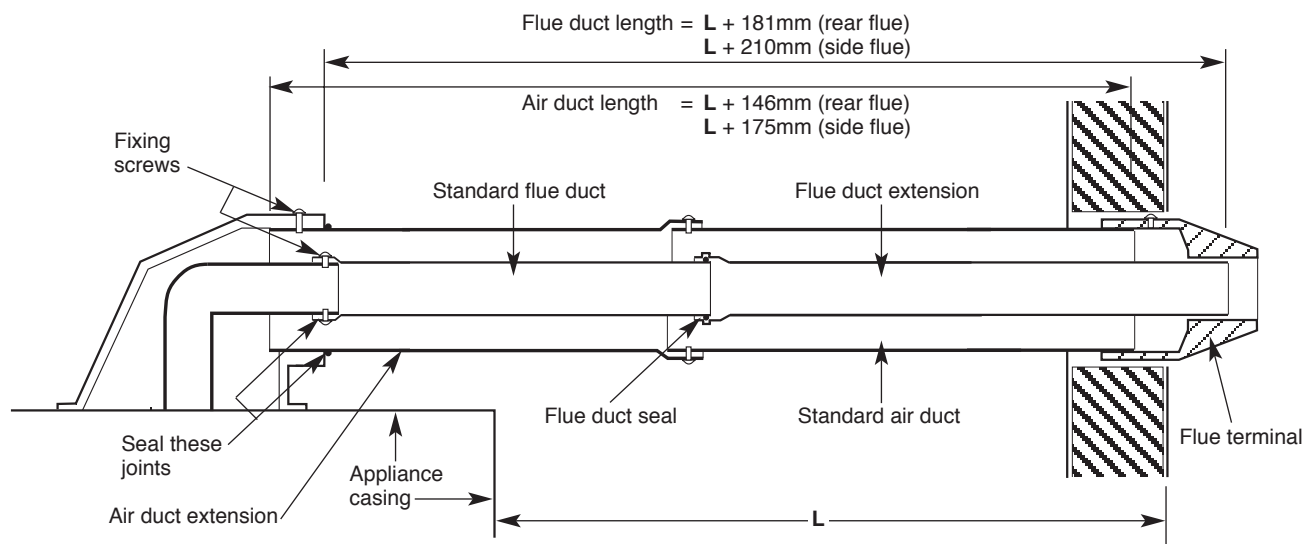 Flue duct length = L + 181mm (rear flue)
L + 210mm (side flue)
Air duct length = L + 146mm (rear flue)
L + 175mm (side flue)
Fixing
screws
Standard flue duct
Flue duct extension
Flue duct seal
Standard air duct
Flue terminal
Seal these
joints
Appliance
casing
Air duct extension
L